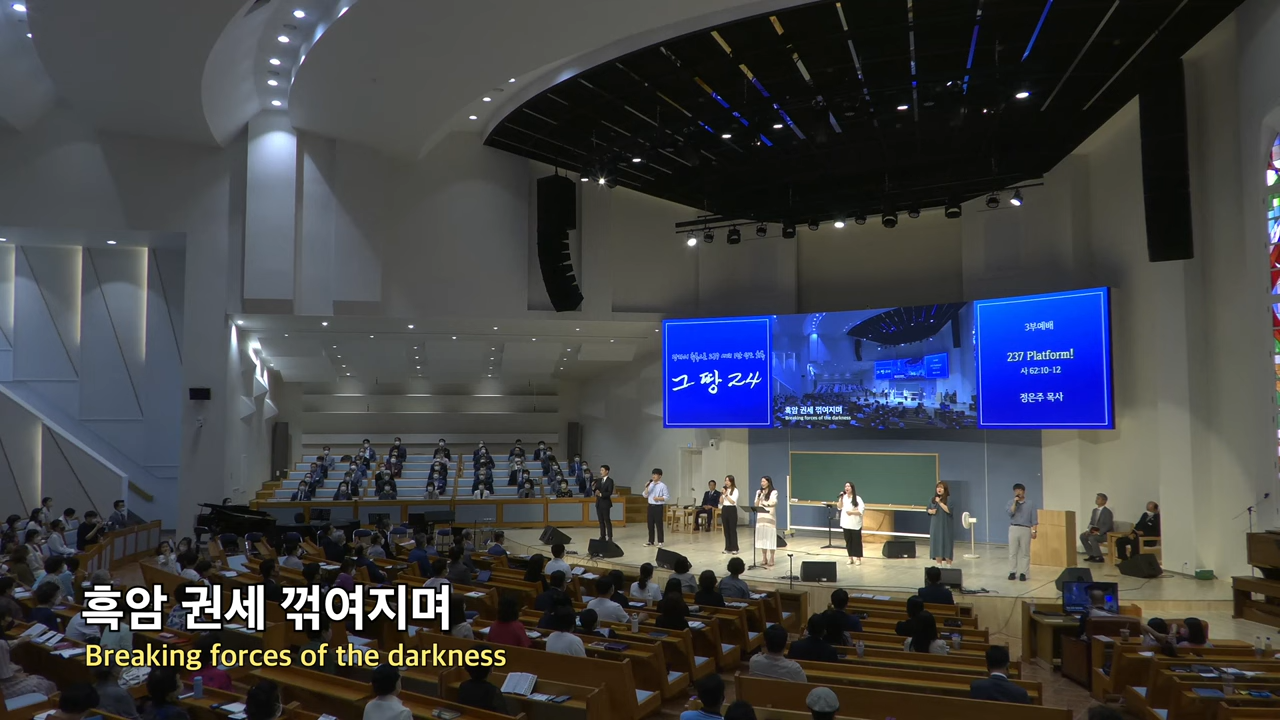 그 땅 24
3부예배
237 Platform!
사 62:10-12
정은주 목사
흑암 권세 꺾여지며
Breaking forces of the darkness
흑암 권세 꺾여지며
Breaking forces of the darkness